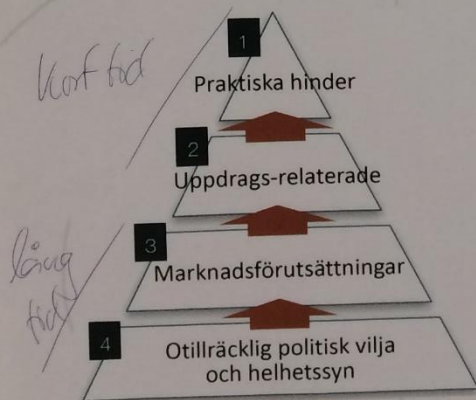 Kort tid
1
Praktiska hinder
2
Uppdrags-relaterade
3
Marknadsförutsättningar
lång
tid
4
Otillräcklig politisk vilja
och helhetssyn